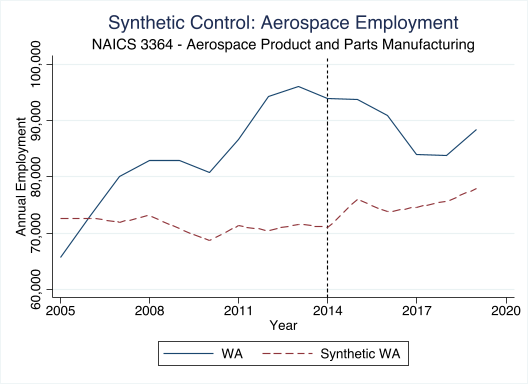 Synthetic Control: Aerospace Employment
NAICS 3364 - Aerospace Product and Parts Manufacturing
Annual Employment
100,000
90,000
80,000
70,000
60,000
2005
2008
2011
2014
2017
2020
Year
WA
Synthetic WA